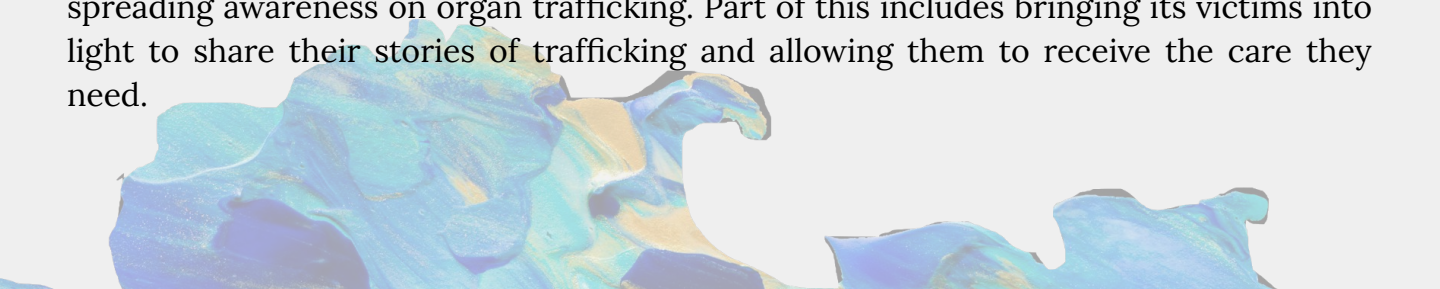 spreading awareness on organ trafficking. Part of this includes bringing its victims into
light to share their stories of trafficking and allowing them to receive the care they
need.